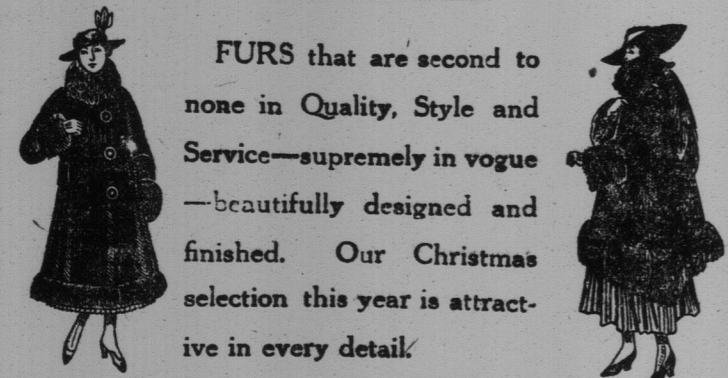 FURS that are second to
none in Quality, Style and
Service—supremely in vogue
—beautifully designed and
finished. Our Christmas
selection this year is attract-
ive in every detail.